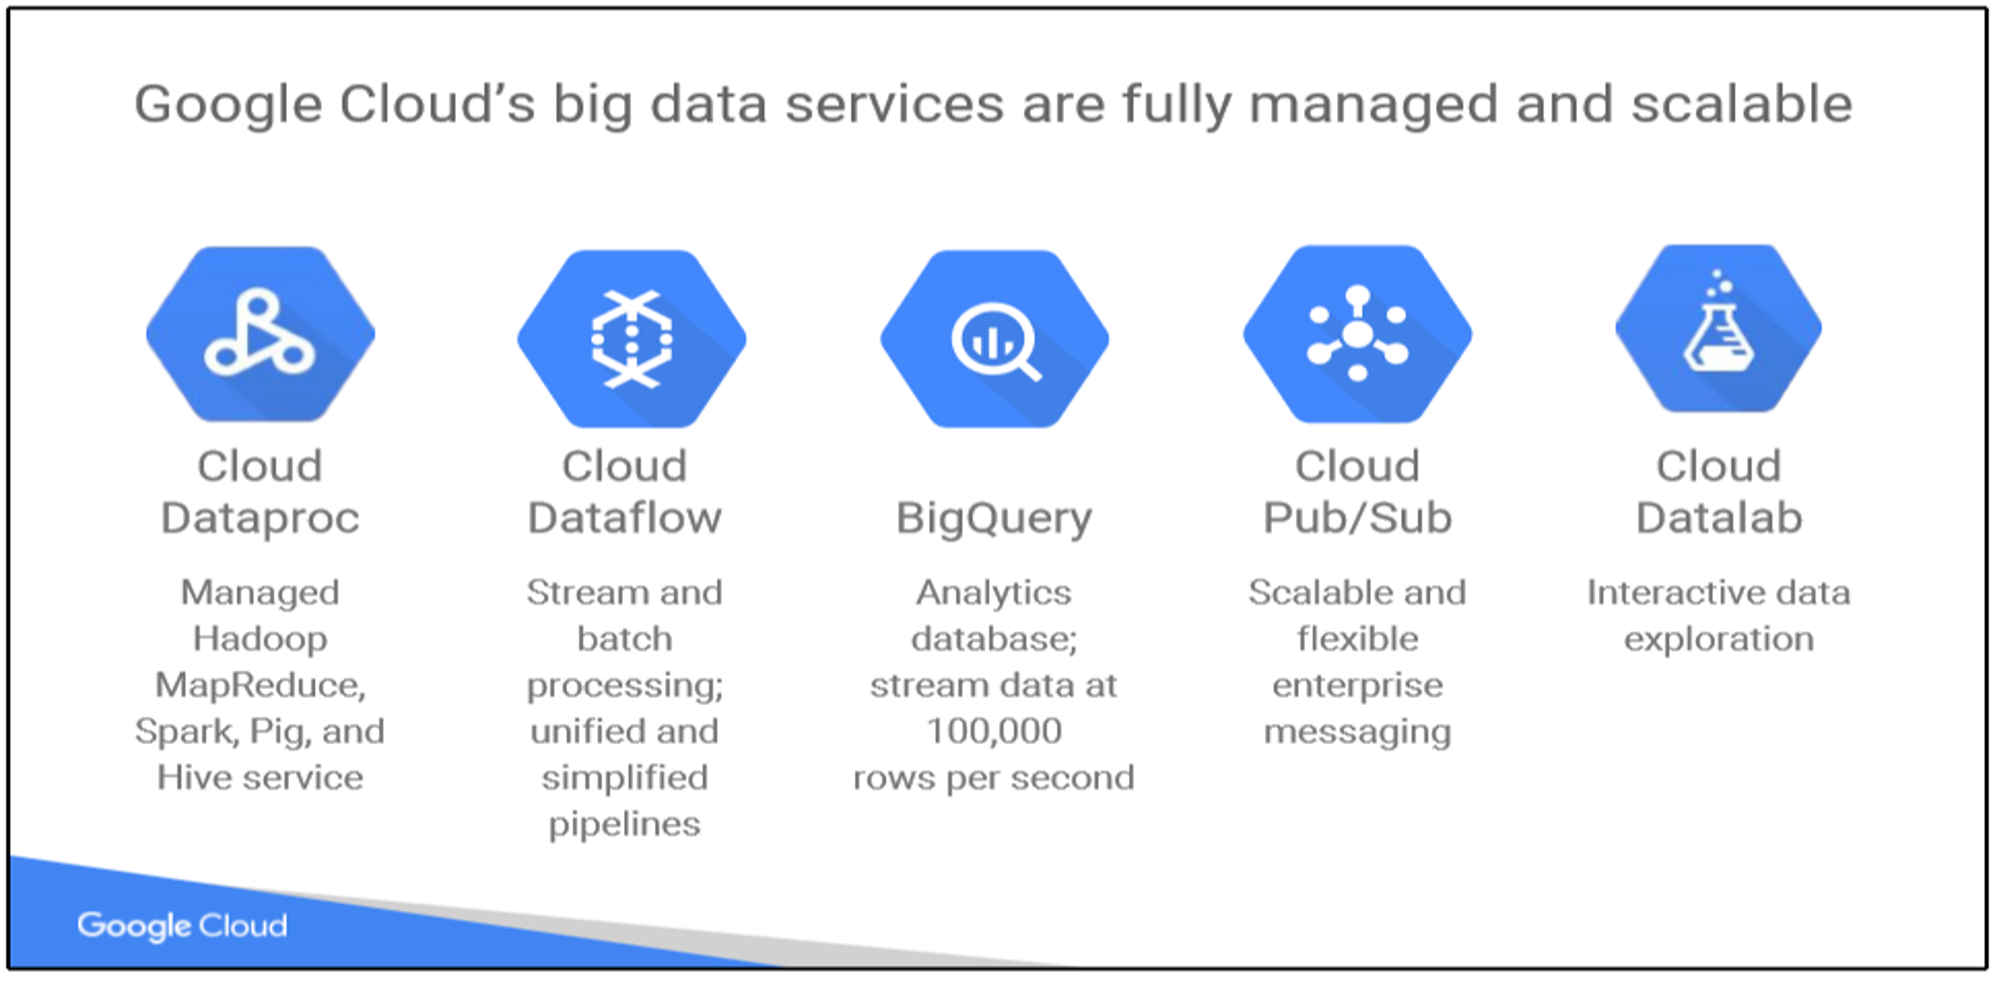 Google Cloud’s big data services are fully managed and scalable
Cloud
Dataproc
Managed
Hadoop
MapReduce,
Spark, Pig, and
Hive service
Cloud
Dataflow
Stream and
batch
processing;
unified and
simplified
pipelines
BigQuery
Analytics
database;
stream data at
100,000
rows per second
Cloud
Pub/Sub
Scalable and
flexible
enterprise
messaging
Cloud
Datalab
Interactive data
exploration
Google Cloud